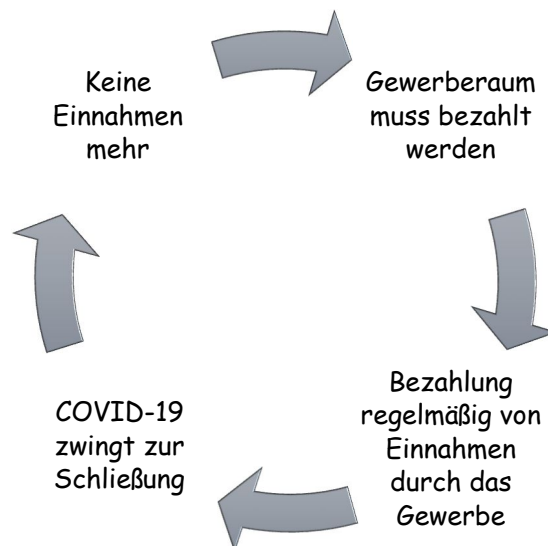 Keine
Einnahmen
mehr
Gewerberaum
muss bezahlt
werden
Bezahlung
regelmäßig von
Einnahmen
durch das
Gewerbe
COVID-19
zwingt zur
Schließung